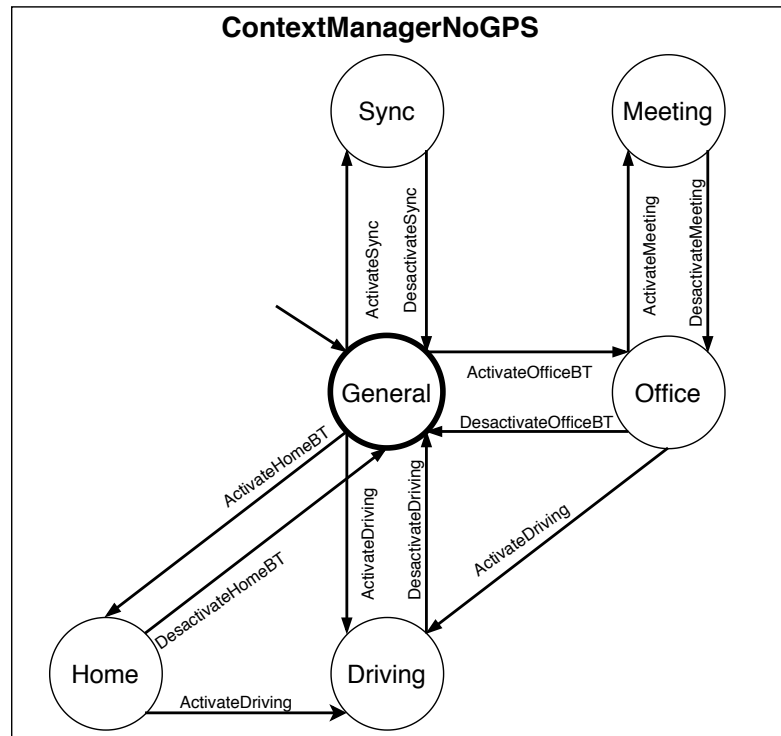 ContextManagerNoGPS
Sync
Meeting
ActivateSync
DesactivateSync
ActivateMeeting
DesactivateMeeting
General
ActivateOfficeBT
Office
DesactivateOfficeBT
ActivateHomeBT
DesactivateHomeBT
ActivateDriving
DesactivateDriving
ActivateDriving
Home
Driving
ActivateDriving